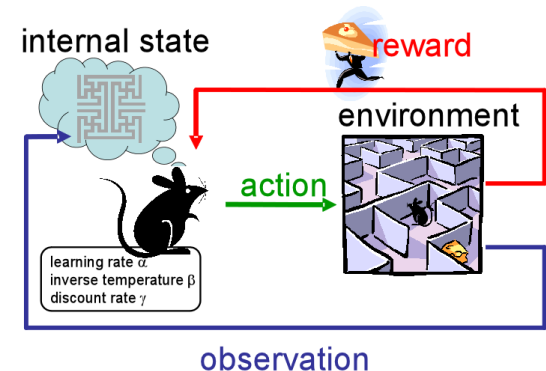 internal state
reward
environment
action
learning rate α
inverse temperature β
discount rate γ
observation